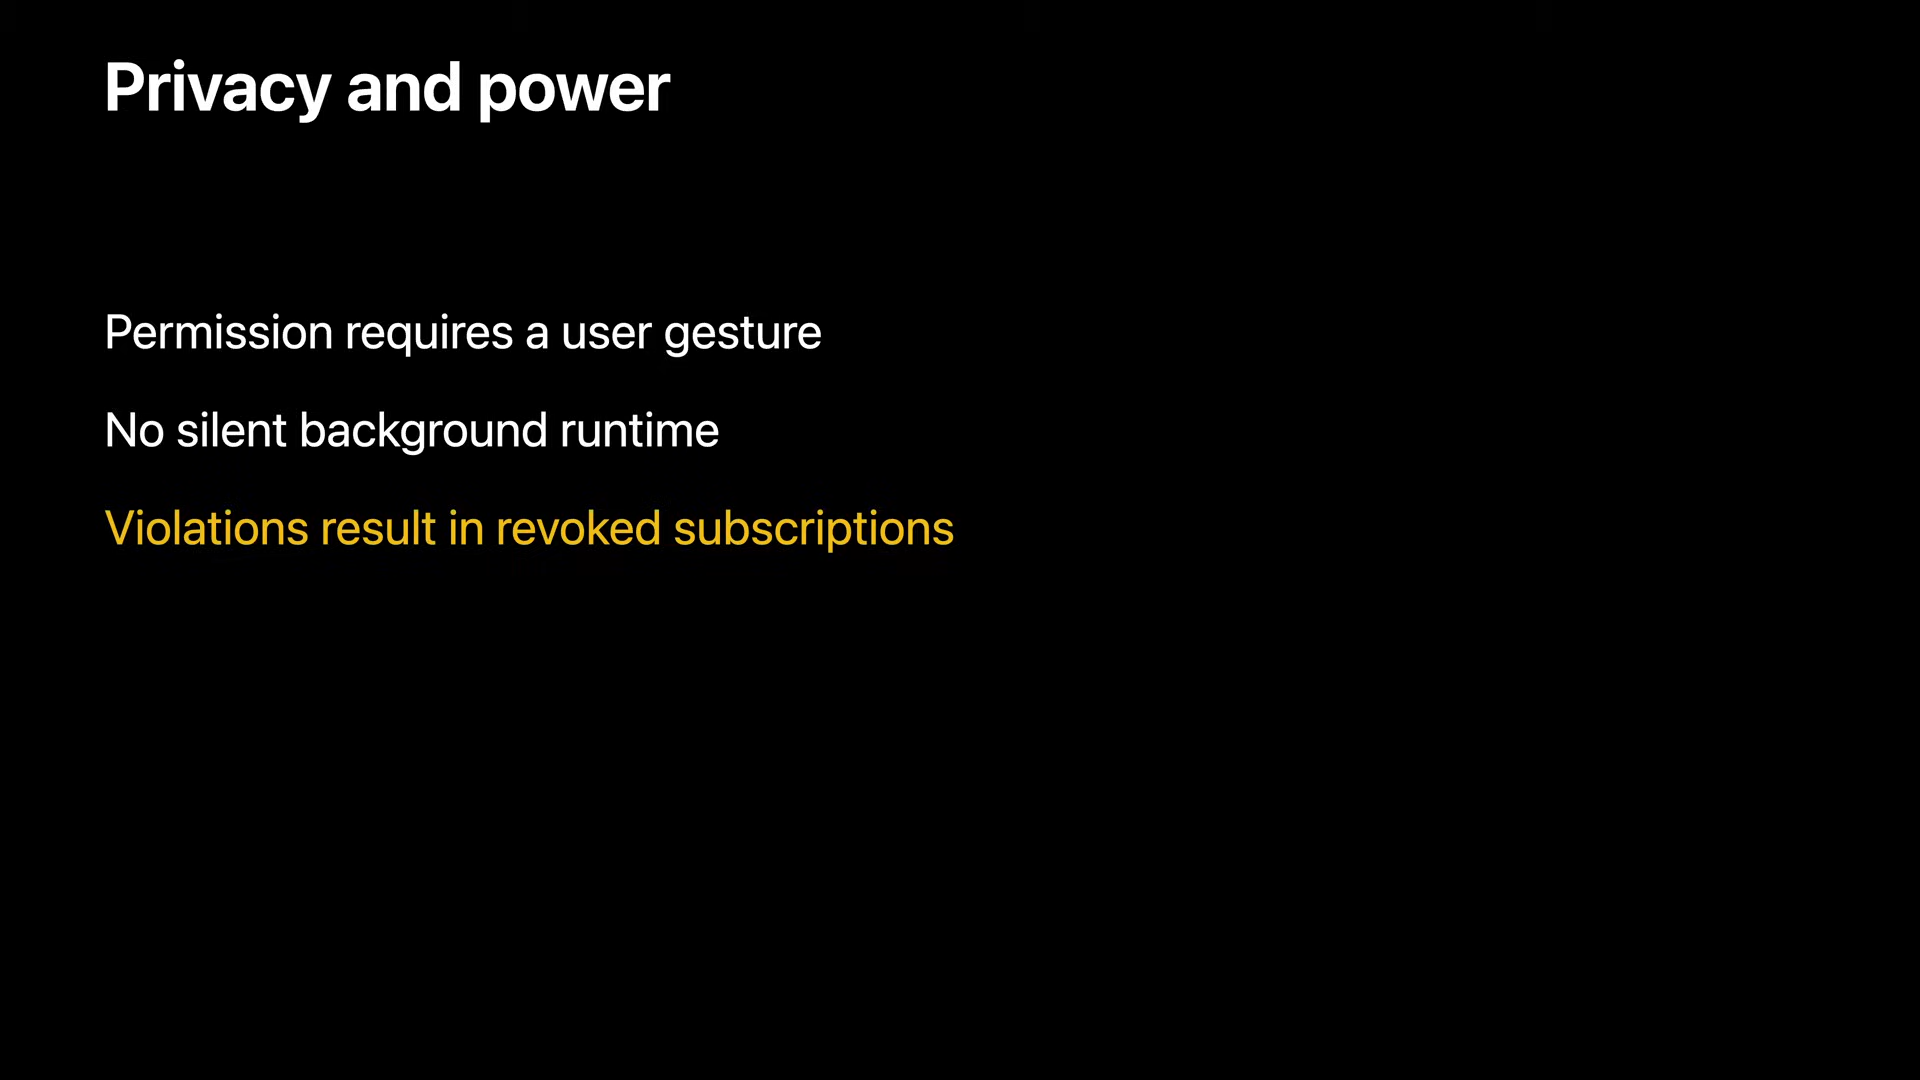 Privacy and power
Permission requires a user gesture
No silent background runtime
Violations result in revoked subscriptions